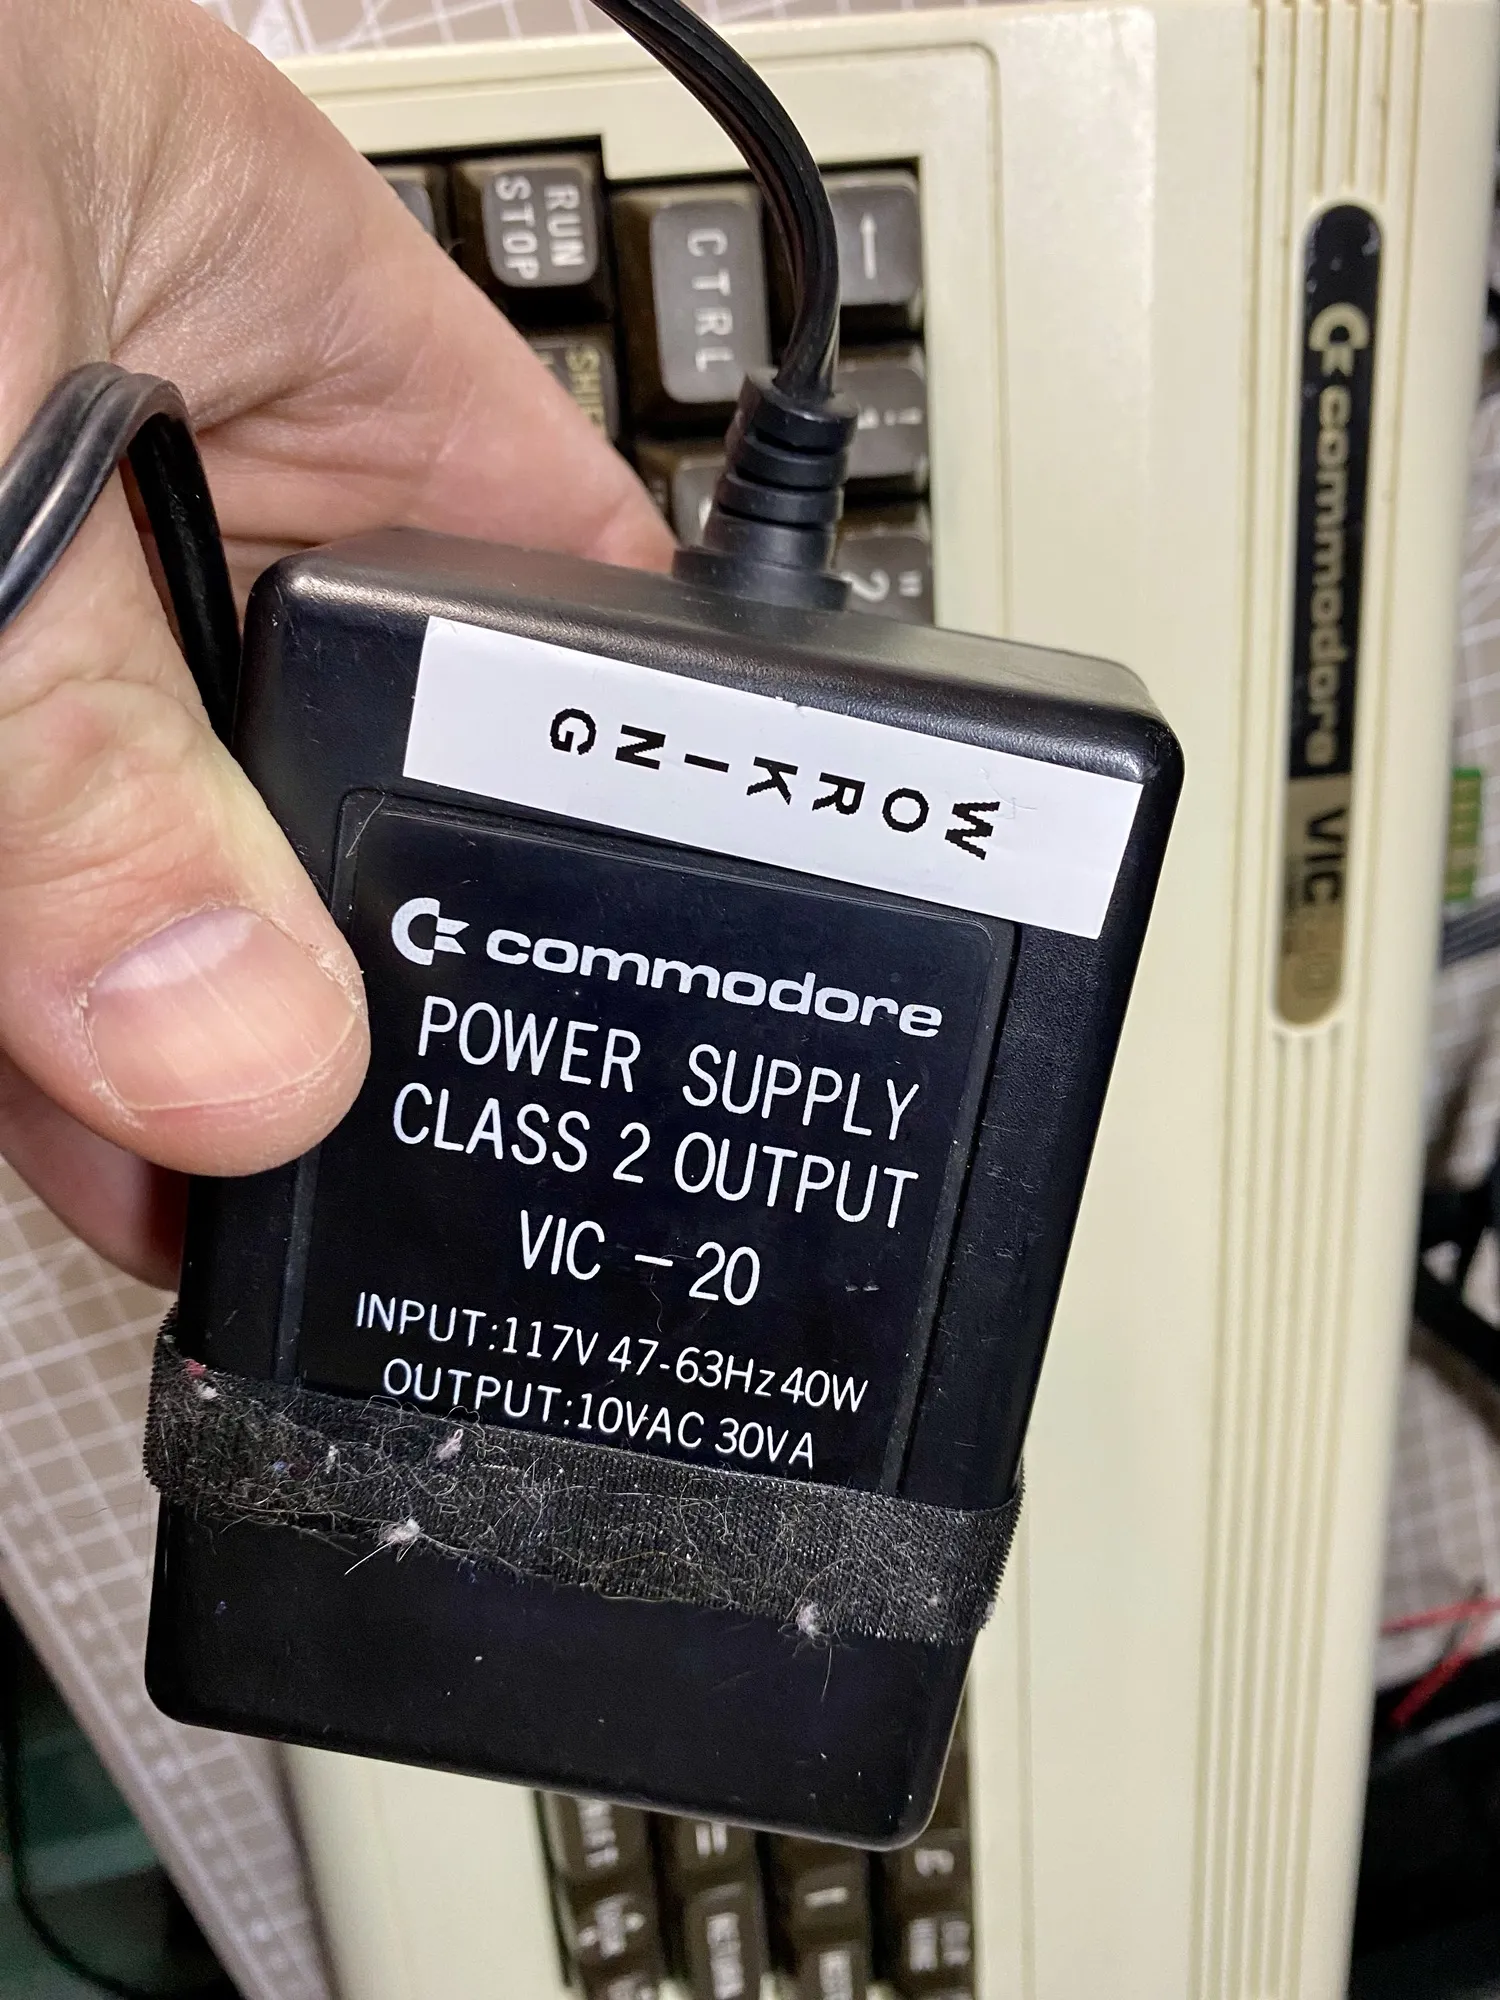 RUN
STOP
CTRL
←
!
"
2
WORKING
commodore
POWER SUPPLY
CLASS 2 OUTPUT
VIC - 20
INPUT:117V 47-63Hz 40W
OUTPUT:10VAC 30VA
commodore
VIC
=
£